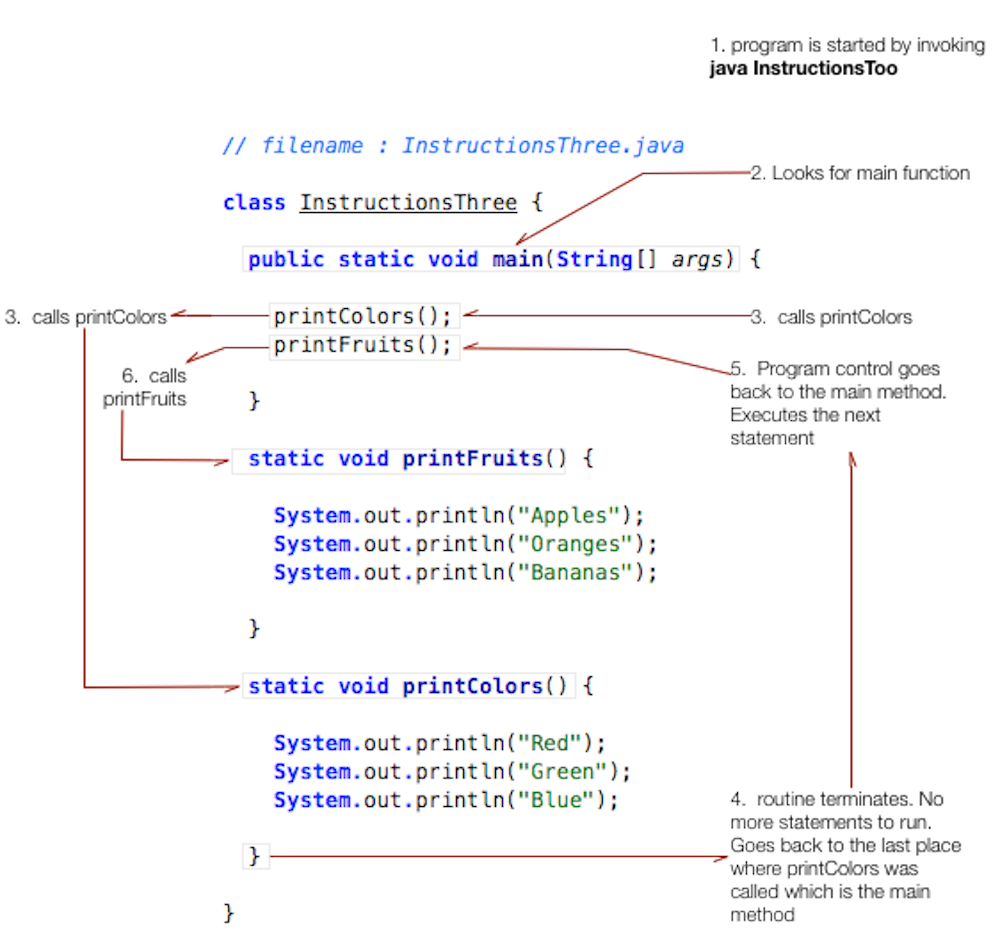 1. program is started by invoking
java InstructionsToo
// filename : InstructionsThree.java
2. Looks for main function
class InstructionsThree {
public static void main(String[] args) {
3. calls printColors
printColors();
3. calls printColors
printFruits();
6. calls
printFruits
5. Program control goes
back to the main method.
Executes the next
statement
}
static void printFruits() {
System.out.println("Apples");
System.out.println("Oranges");
System.out.println("Bananas");
}
static void printColors() {
System.out.println("Red");
System.out.println("Green");
System.out.println("Blue");
}
4. routine terminates. No
more statements to run.
Goes back to the last place
where printColors was
called which is the main
method
}